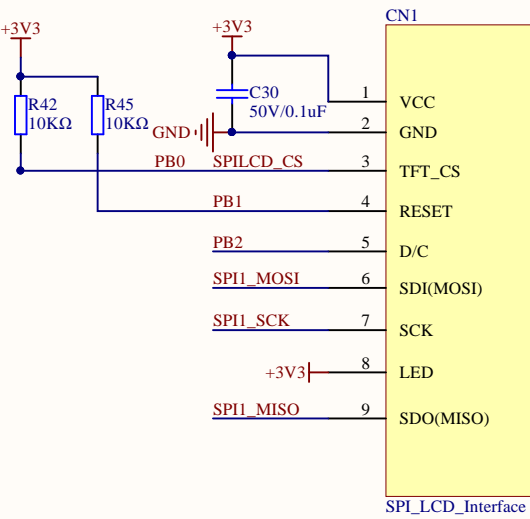 CN1
+3V3
+3V3
R42
10KΩ
R45
10KΩ
C30
50V/0.1uF
1
VCC
GND
2
GND
PB0
SPILCD_CS
3
TFT_CS
PB1
4
RESET
PB2
5
D/C
SPI1_MOSI
6
SDI(MOSI)
SPI1_SCK
7
SCK
+3V3
8
LED
SPI1_MISO
9
SDO(MISO)
SPI_LCD_Interface